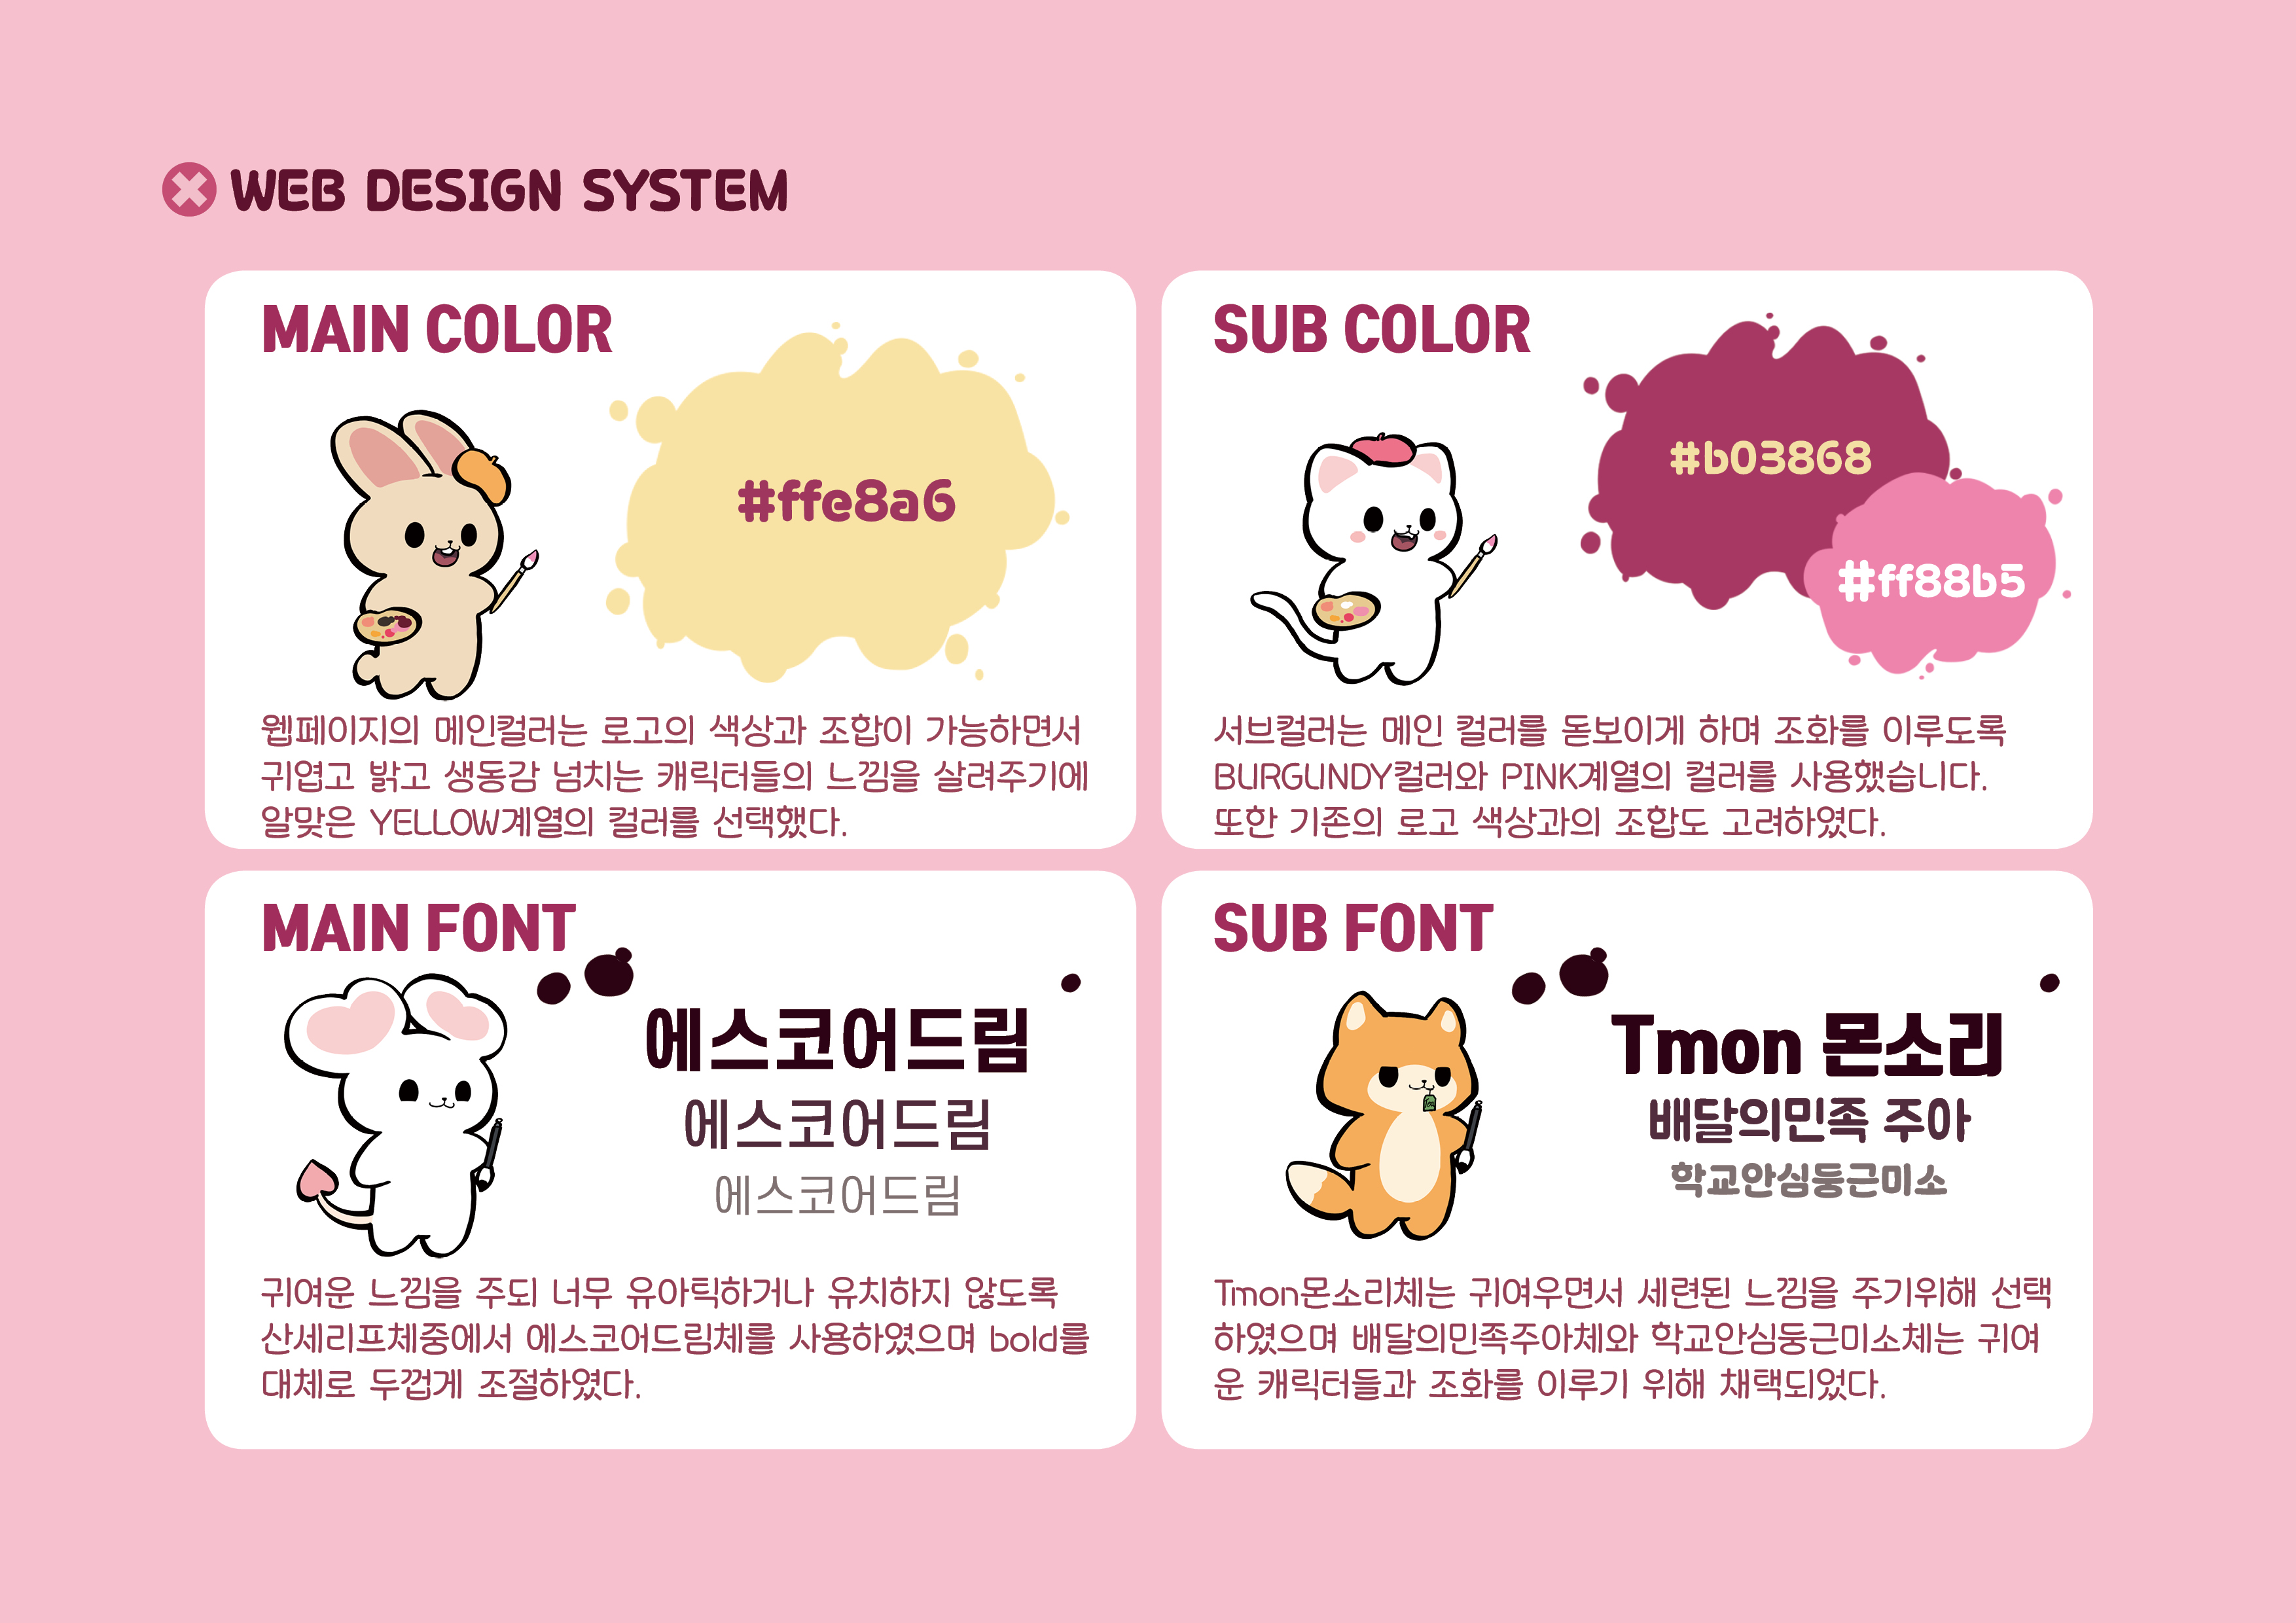 WEB DESIGN SYSTEM
MAIN COLOR
#ffe8a6
웹페이지의 메인컬러는 로고의 색상과 조합이 가능하면서
귀엽고 밝고 생동감 넘치는 캐릭터들의 느낌을 살려주기에
알맞은 YELLOW계열의 컬러를 선택했다.
SUB COLOR
#b03868
#ff88b5
서브컬러는 메인 컬러를 돋보이게 하며 조화를 이루도록
BURGUNDY컬러와 PINK계열의 컬러를 사용했습니다.
또한 기존의 로고 색상과의 조합도 고려하였다.
MAIN FONT
에스코어드림
에스코어드림
에스코어드림
귀여운 느낌을 주되 너무 유아틱하거나 유치하지 않도록
산세리프체중에서 에스코어드림체를 사용하였으며 bold를
대체로 두껍게 조절하였다.
SUB FONT
Tmon 몬소리
배달의민족 주아
학교안심둥근미소
Tmon몬소리체는 귀여우면서 세련된 느낌을 주기위해 선택
하였으며 배달의민족주아체와 학교안심둥근미소체는 귀여
운 캐릭터들과 조화를 이루기 위해 채택되었다.